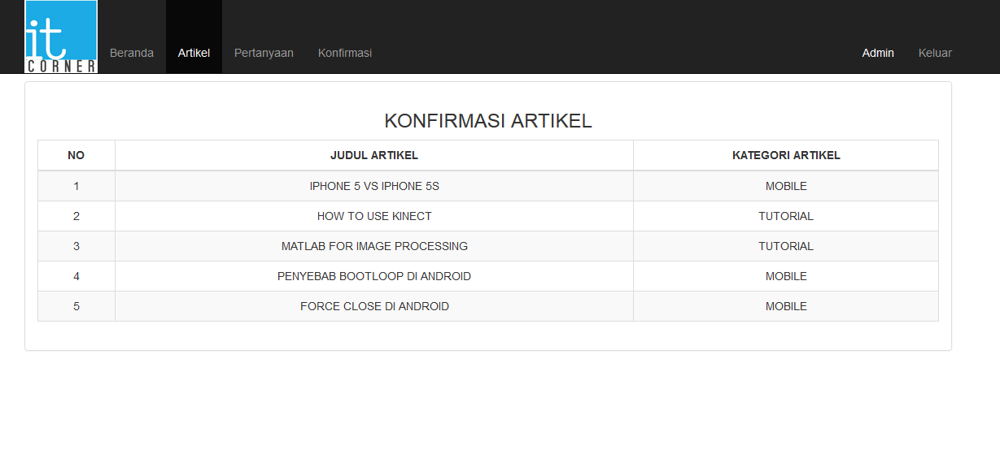 it
CORNER
Beranda Artikel Pertanyaan Konfirmasi Admin Keluar
KONFIRMASI ARTIKEL
NO JUDUL ARTIKEL KATEGORI ARTIKEL
1 IPHONE 5 VS IPHONE 5S MOBILE
2 HOW TO USE KINECT TUTORIAL
3 MATLAB FOR IMAGE PROCESSING TUTORIAL
4 PENYEBAB BOOTLOOP DI ANDROID MOBILE
5 FORCE CLOSE DI ANDROID MOBILE